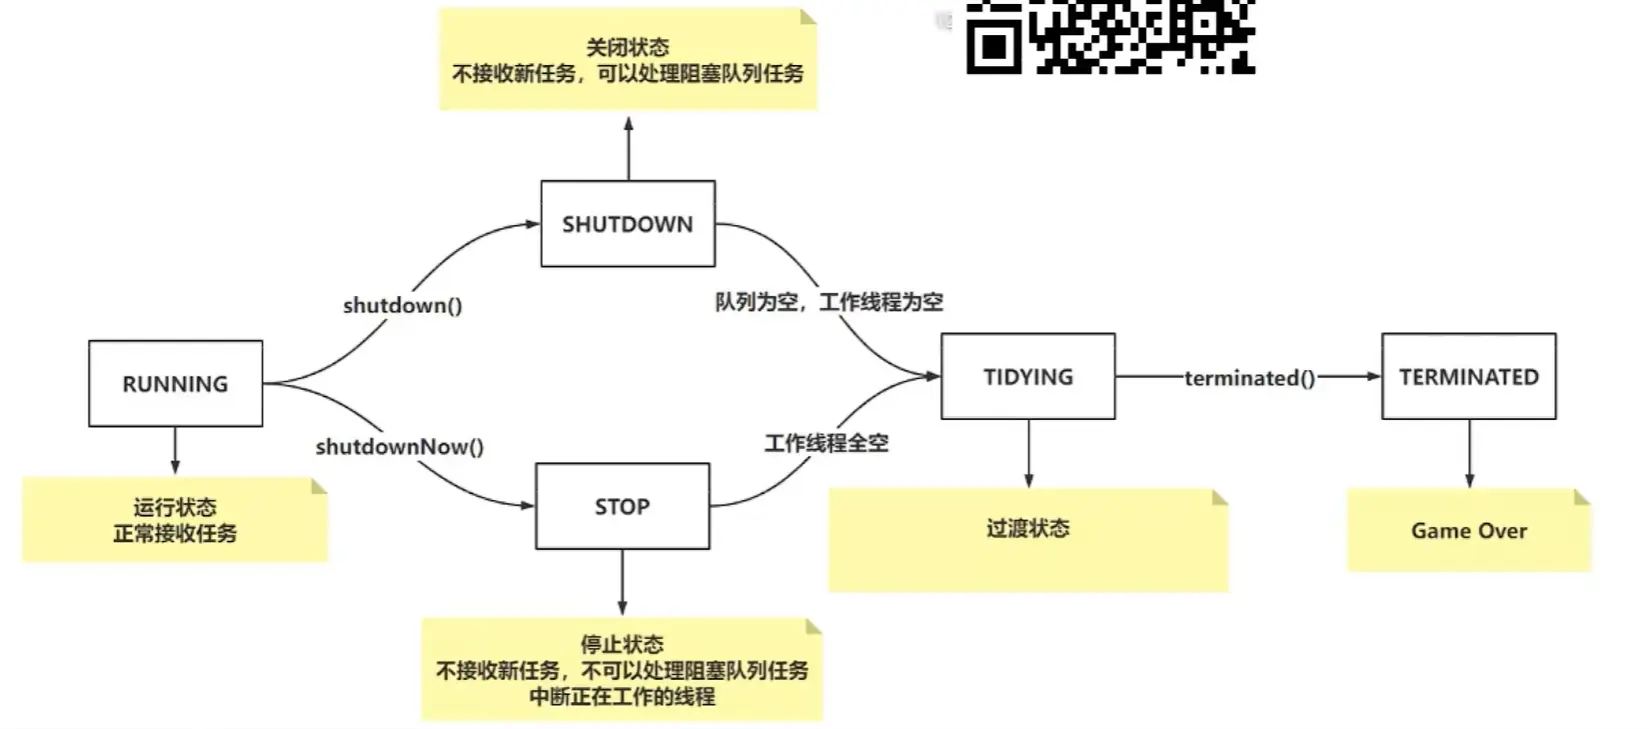 关闭状态
不接收新任务，可以处理阻塞队列任务
SHUTDOWN
shutdown()
队列为空，工作线程为空
RUNNING
TIDYING
terminated()
TERMINATED
shutdownNow()
工作线程全空
运行状态
正常接收任务
STOP
过渡状态
Game Over
停止状态
不接收新任务，不可以处理阻塞队列任务
中断正在工作的线程